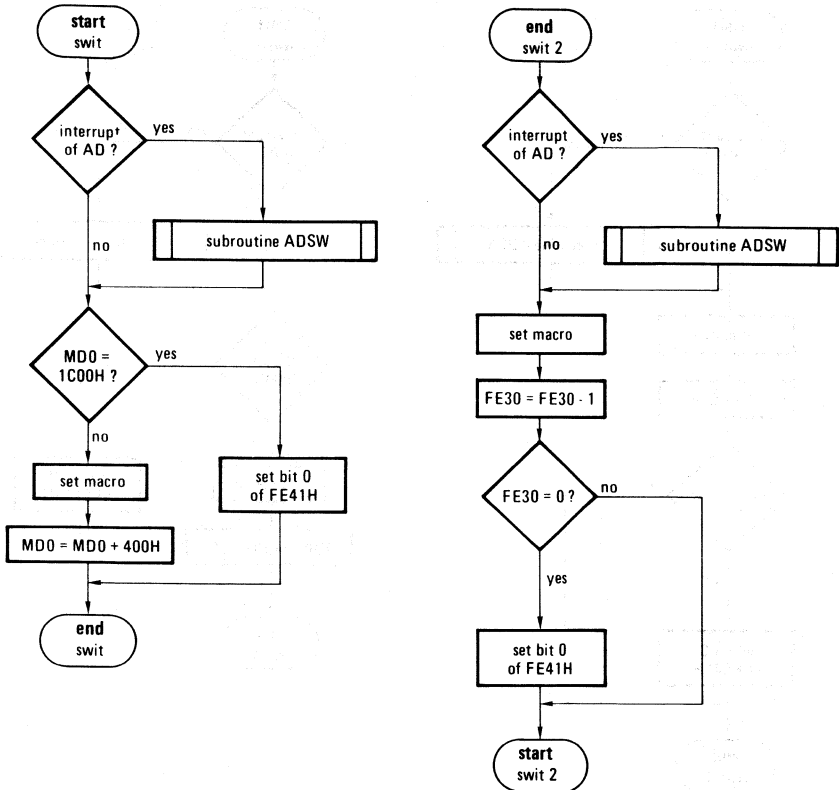 start
swit
interrupt
of AD ?
yes
no
subroutine ADSW
MD0 =
1C00H ?
yes
no
set macro
set bit 0
of FE41H
MD0 = MD0 + 400H
end
swit
end
swit 2
interrupt
of AD ?
yes
no
subroutine ADSW
set macro
FE30 = FE30 - 1
FE30 = 0 ?
no
yes
set bit 0
of FE41H
start
swit 2